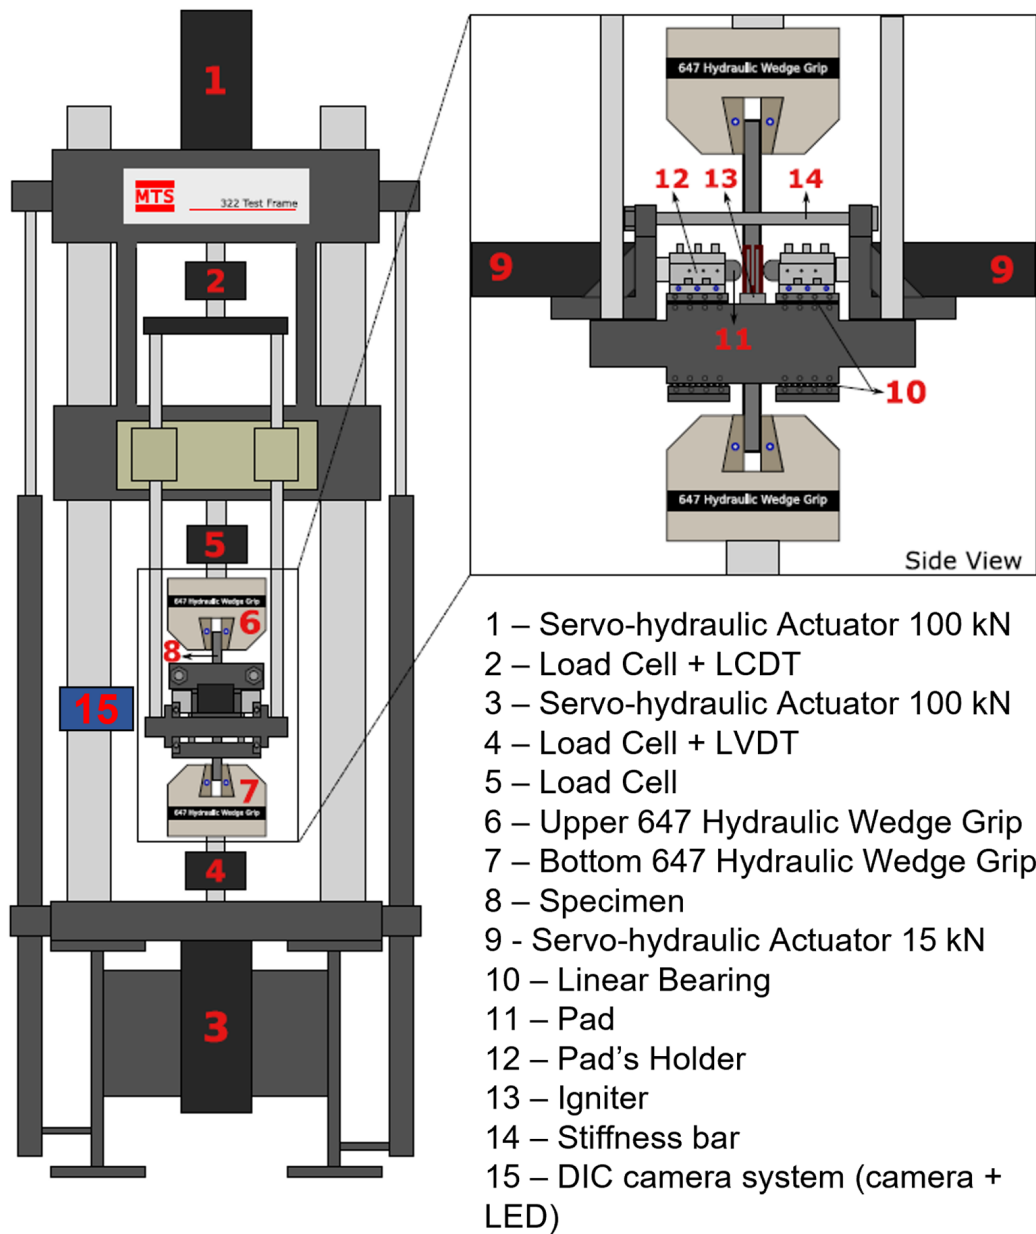 1
MTS
322 Test Frame
2
5
647 Hydraulic Wedge Grip
6
8
15
7
647 Hydraulic Wedge Grip
4
3
647 Hydraulic Wedge Grip
12 13 14
9 9
11
10
647 Hydraulic Wedge Grip
Side View
1 – Servo-hydraulic Actuator 100 kN
2 – Load Cell + LCDT
3 – Servo-hydraulic Actuator 100 kN
4 – Load Cell + LVDT
5 – Load Cell
6 – Upper 647 Hydraulic Wedge Grip
7 – Bottom 647 Hydraulic Wedge Grip
8 – Specimen
9 - Servo-hydraulic Actuator 15 kN
10 – Linear Bearing
11 – Pad
12 – Pad’s Holder
13 – Igniter
14 – Stiffness bar
15 – DIC camera system (camera +
LED)